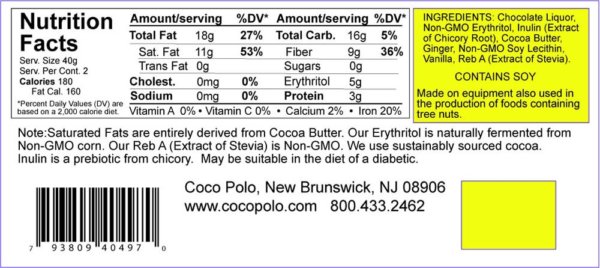 Nutrition
Facts
Serv. Size 40g
Serv. Per Cont. 2
Calories 180
Fat Cal. 160
*Percent Daily Values (DV) are
based on a 2,000 calorie diet.
Amount/serving %DV* Amount/serving %DV*
Total Fat 18g 27% Total Carb. 16g 5%
Sat. Fat 11g 53% Fiber 9g 36%
Trans Fat 0g Sugars 0g
Cholest. 0mg 0% Erythritol 5g
Sodium 0mg 0% Protein 3g
Vitamin A 0% • Vitamin C 0% • Calcium 2% • Iron 20%
INGREDIENTS: Chocolate Liquor,
Non-GMO Erythritol, Inulin (Extract
of Chicory Root), Cocoa Butter,
Ginger, Non-GMO Soy Lecithin,
Vanilla, Reb A (Extract of Stevia).
CONTAINS SOY
Made on equipment also used in
the production of foods containing
tree nuts.
Note:Saturated Fats are entirely derived from Cocoa Butter. Our Erythritol is naturally fermented from
Non-GMO corn. Our Reb A (Extract of Stevia) is Non-GMO. We use sustainably sourced cocoa.
Inulin is a prebiotic from chicory. May be suitable in the diet of a diabetic.
Coco Polo, New Brunswick, NJ 08906
www.cocopolo.com 800.433.2462
7 93809 40497 0